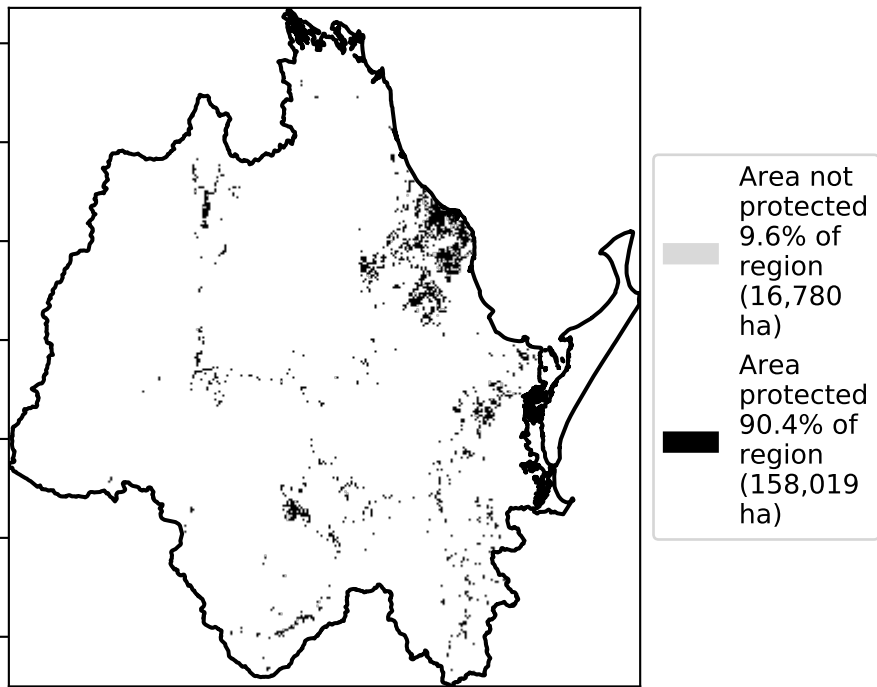 Area not
protected
9.6% of
region
(16,780
ha)
Area
protected
90.4% of
region
(158,019
ha)